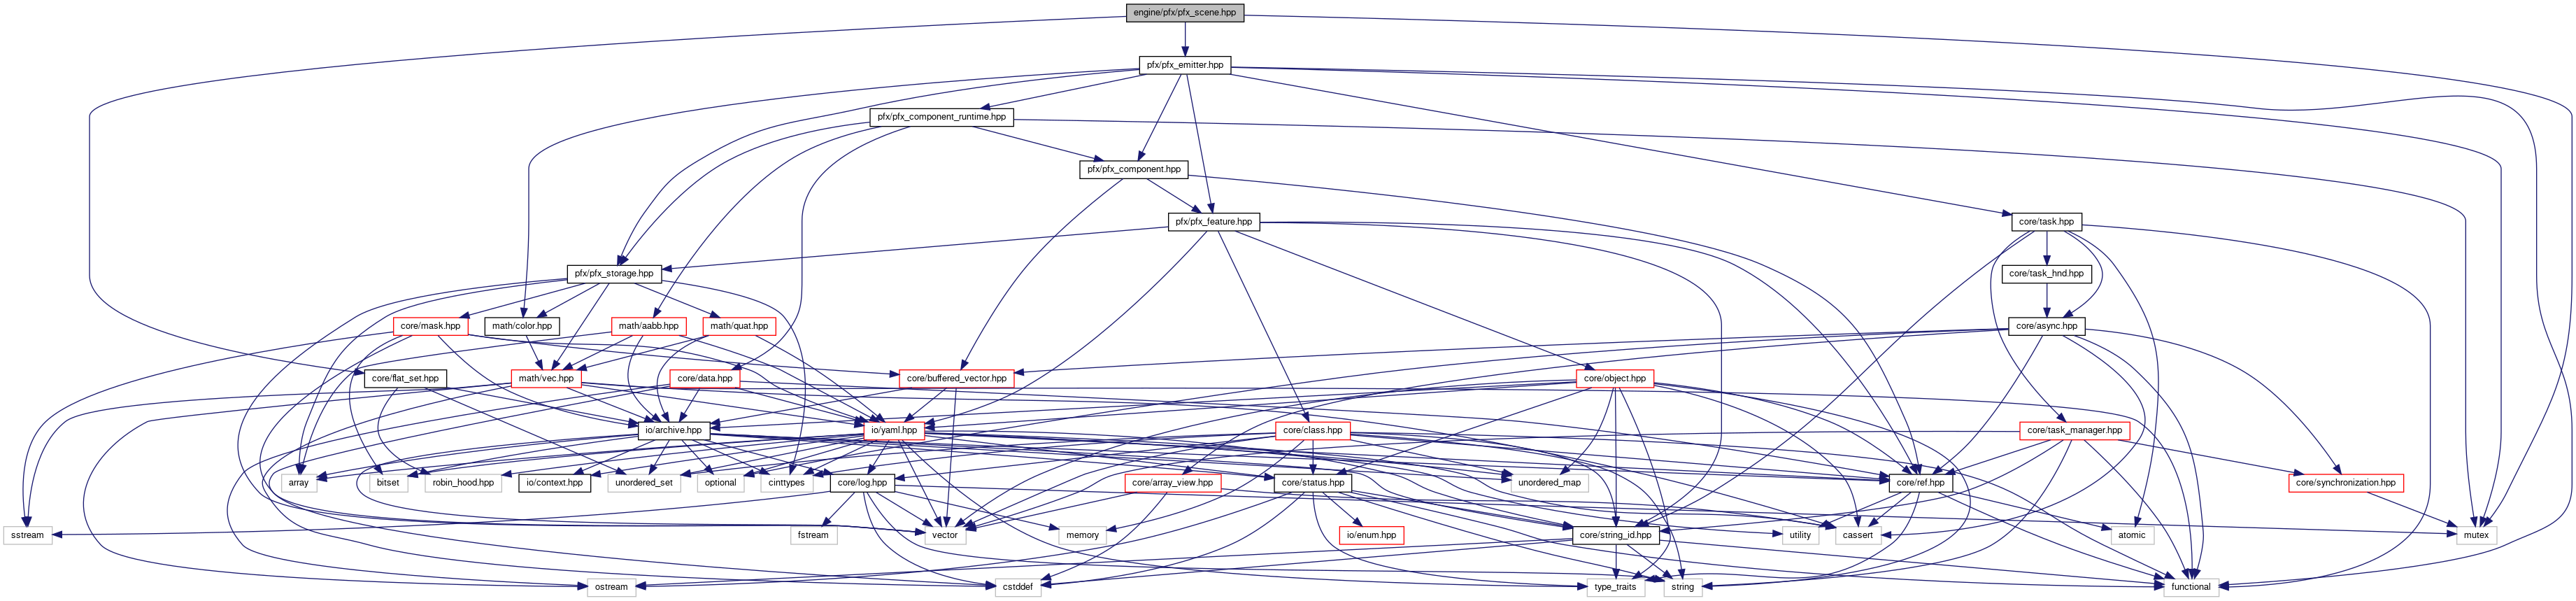 engine/pfx/pfx_scene.hpp
pfx/pfx_emitter.hpp
pfx/pfx_component_runtime.hpp
pfx/pfx_component.hpp
pfx/pfx_feature.hpp
core/task.hpp
pfx/pfx_storage.hpp
core/task_hnd.hpp
core/mask.hpp
math/color.hpp
math/aabb.hpp
math/quat.hpp
core/async.hpp
core/flat_set.hpp
math/vec.hpp
core/data.hpp
core/buffered_vector.hpp
core/object.hpp
io/archive.hpp
io/yaml.hpp
core/class.hpp
core/task_manager.hpp
array
bitset
robin_hood.hpp
io/context.hpp
unordered_set
optional
cinttypes
core/log.hpp
core/array_view.hpp
core/status.hpp
unordered_map
core/ref.hpp
core/synchronization.hpp
sstream
fstream
vector
memory
io/enum.hpp
core/string_id.hpp
utility
cassert
atomic
mutex
ostream
cstddef
type_traits
string
functional